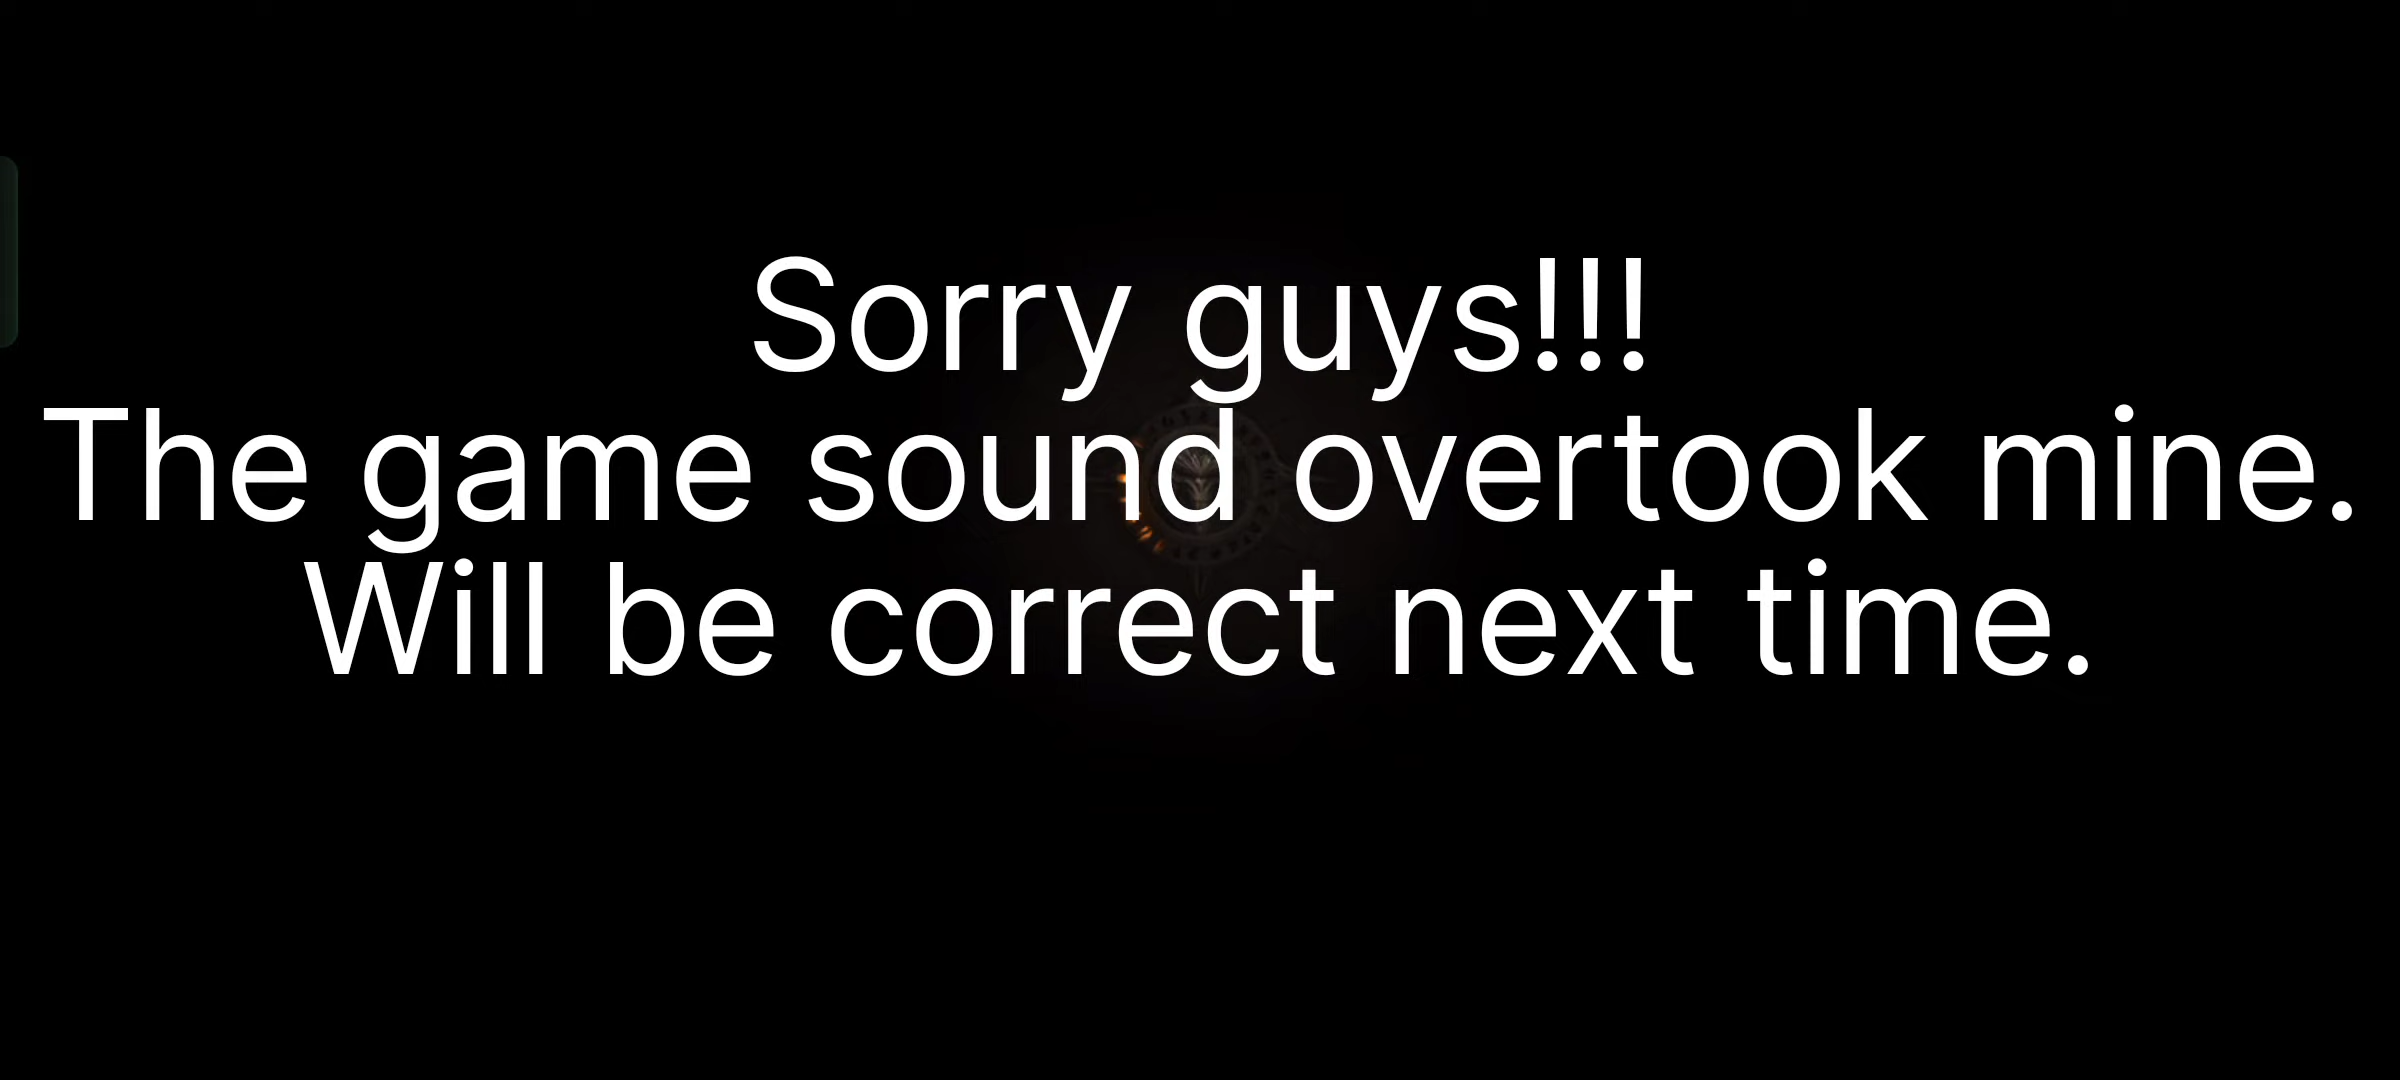 Sorry guys!!!
The game sound overtook mine.
Will be correct next time.